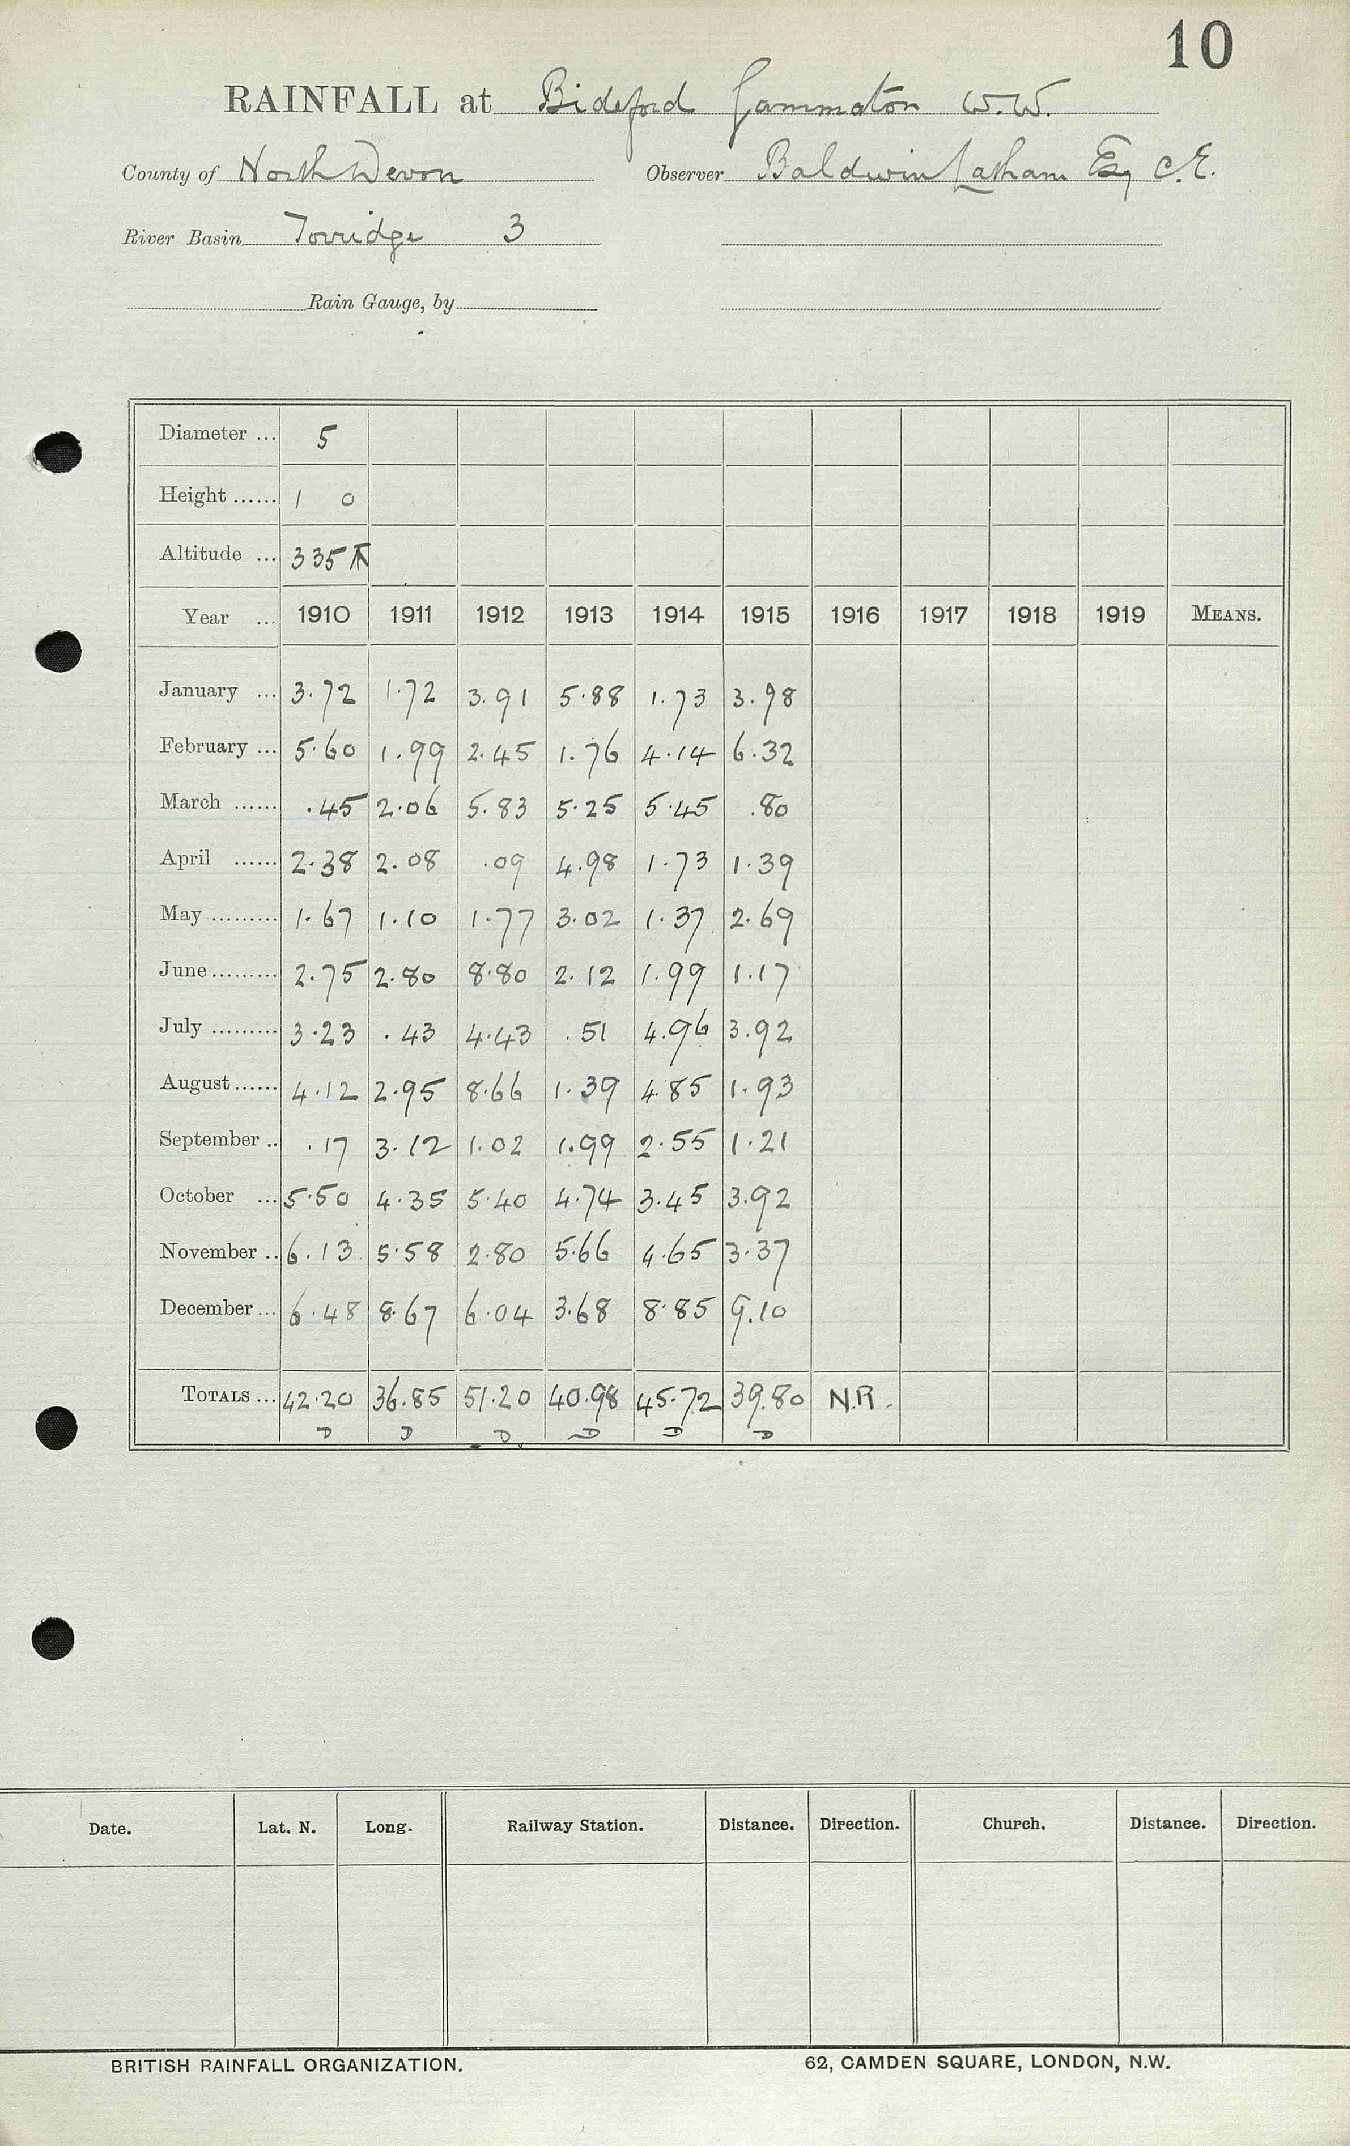 10
RAINFALL at Bideford Gammaton W.W.
County of North Devon Observer Baldwin Latham Esq C.E.
River Basin Torridge 3
Rain Gauge, by
Diameter ... 5
Height ...... 1 0
Altitude ... 335
Year ... 1910 1911 1912 1913 1914 1915 1916 1917 1918 1919 MEANS.
January ... 3.72 1.72 3.91 5.88 1.73 3.98
February ... 5.60 1.99 2.45 1.76 4.14 6.32
March ...... .45 2.06 5.83 5.25 5.45 .80
April ...... 2.38 2.08 .09 4.98 1.73 1.39
May ......... 1.67 1.10 1.77 3.02 1.37 2.69
June ......... 2.75 2.80 8.80 2.12 1.99 1.17
July ......... 3.23 .43 4.43 .51 4.96 3.92
August ...... 4.12 2.95 8.66 1.39 4.85 1.93
September .. .17 3.12 1.02 1.99 2.55 1.21
October ... 5.50 4.35 5.40 4.74 3.45 3.92
November .. 6.13 5.58 2.80 5.66 4.65 3.37
December ... 6.48 8.67 6.04 3.68 8.85 9.10
TOTALS ... 42.20 36.85 51.20 40.98 45.72 39.80 N.R.
D D D. D D D
Date. Lat. N. Long. Railway Station. Distance. Direction. Church. Distance. Direction.
BRITISH RAINFALL ORGANIZATION. 62, CAMDEN SQUARE, LONDON, N.W.